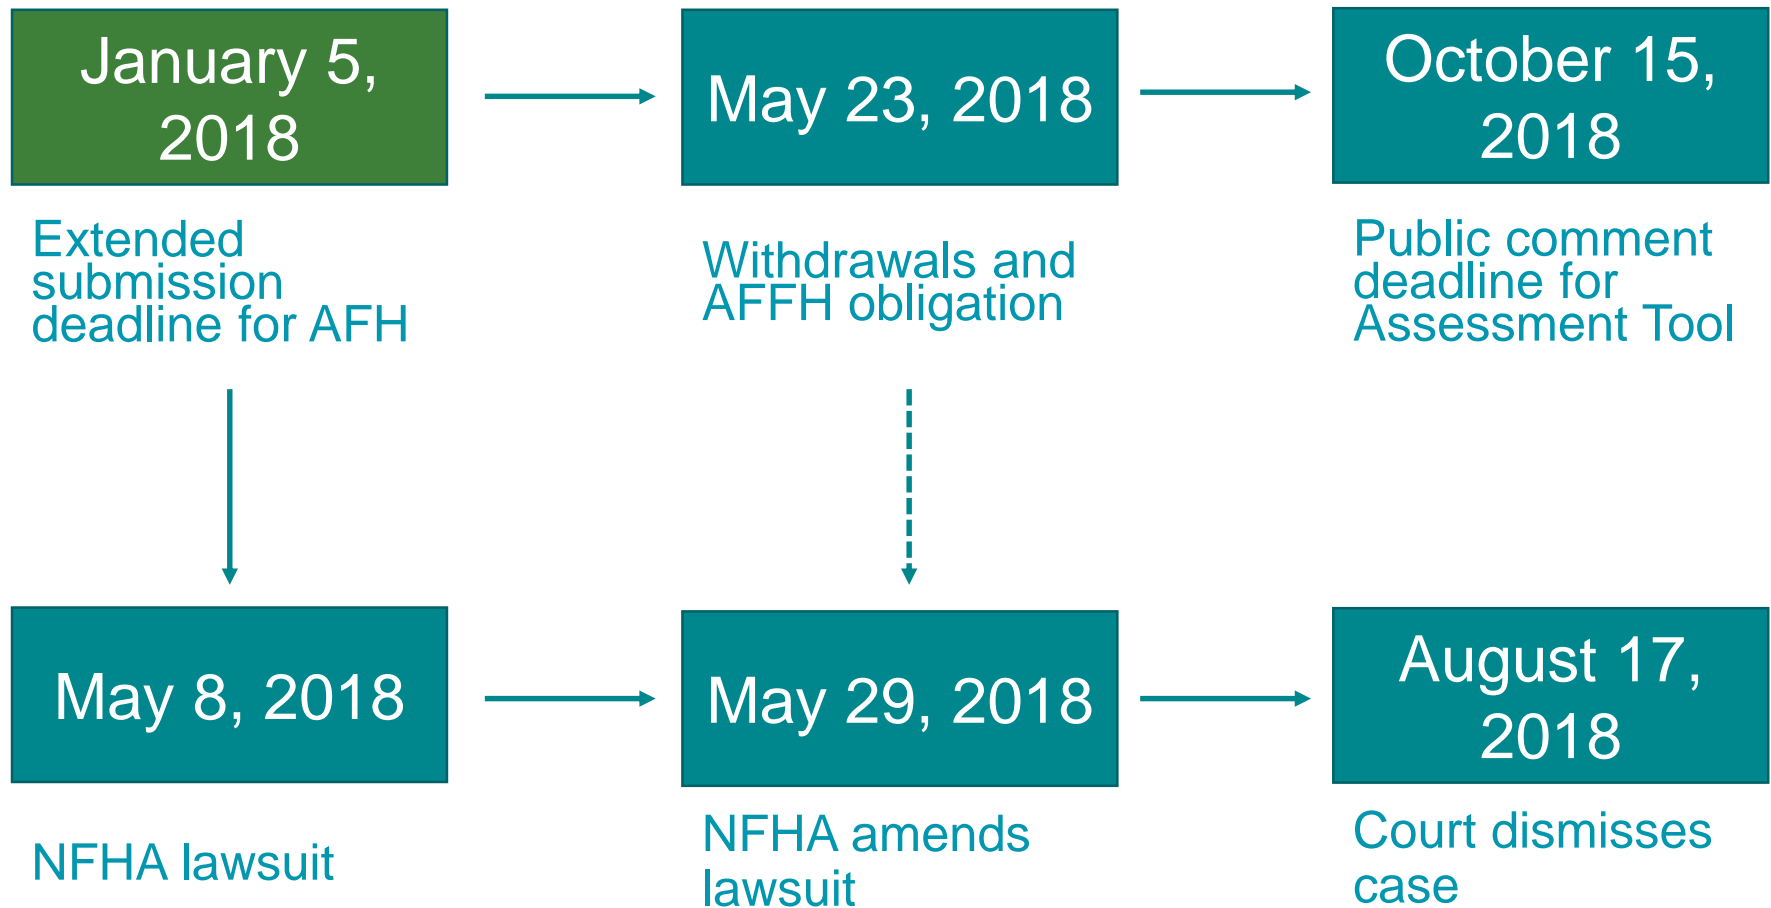 January 5,
2018
Extended
submission
deadline for AFH
May 23, 2018
Withdrawals and
AFFH obligation
October 15,
2018
Public comment
deadline for
Assessment Tool
May 8, 2018
NFHA lawsuit
May 29, 2018
NFHA amends
lawsuit
August 17,
2018
Court dismisses
case